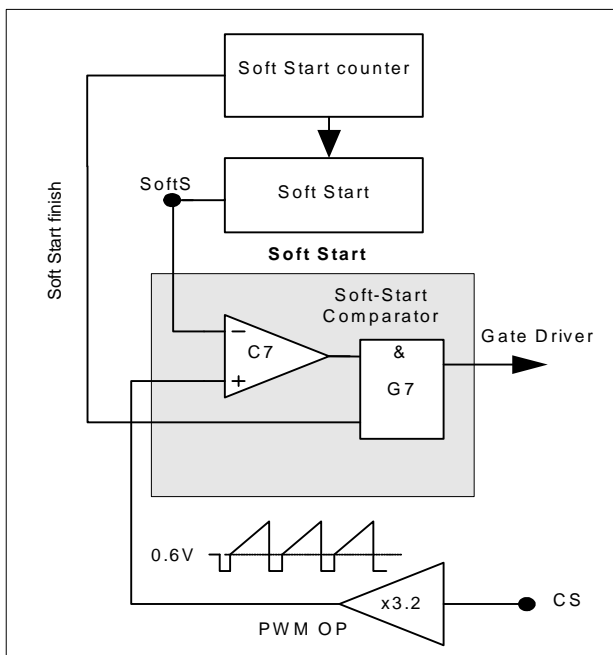 Soft Start counter
SoftS
Soft Start
Soft Start finish
Soft Start
Soft-Start
Comparator
Gate Driver
−
C7
+
&
G7
0.6V
x3.2
CS
PWM OP